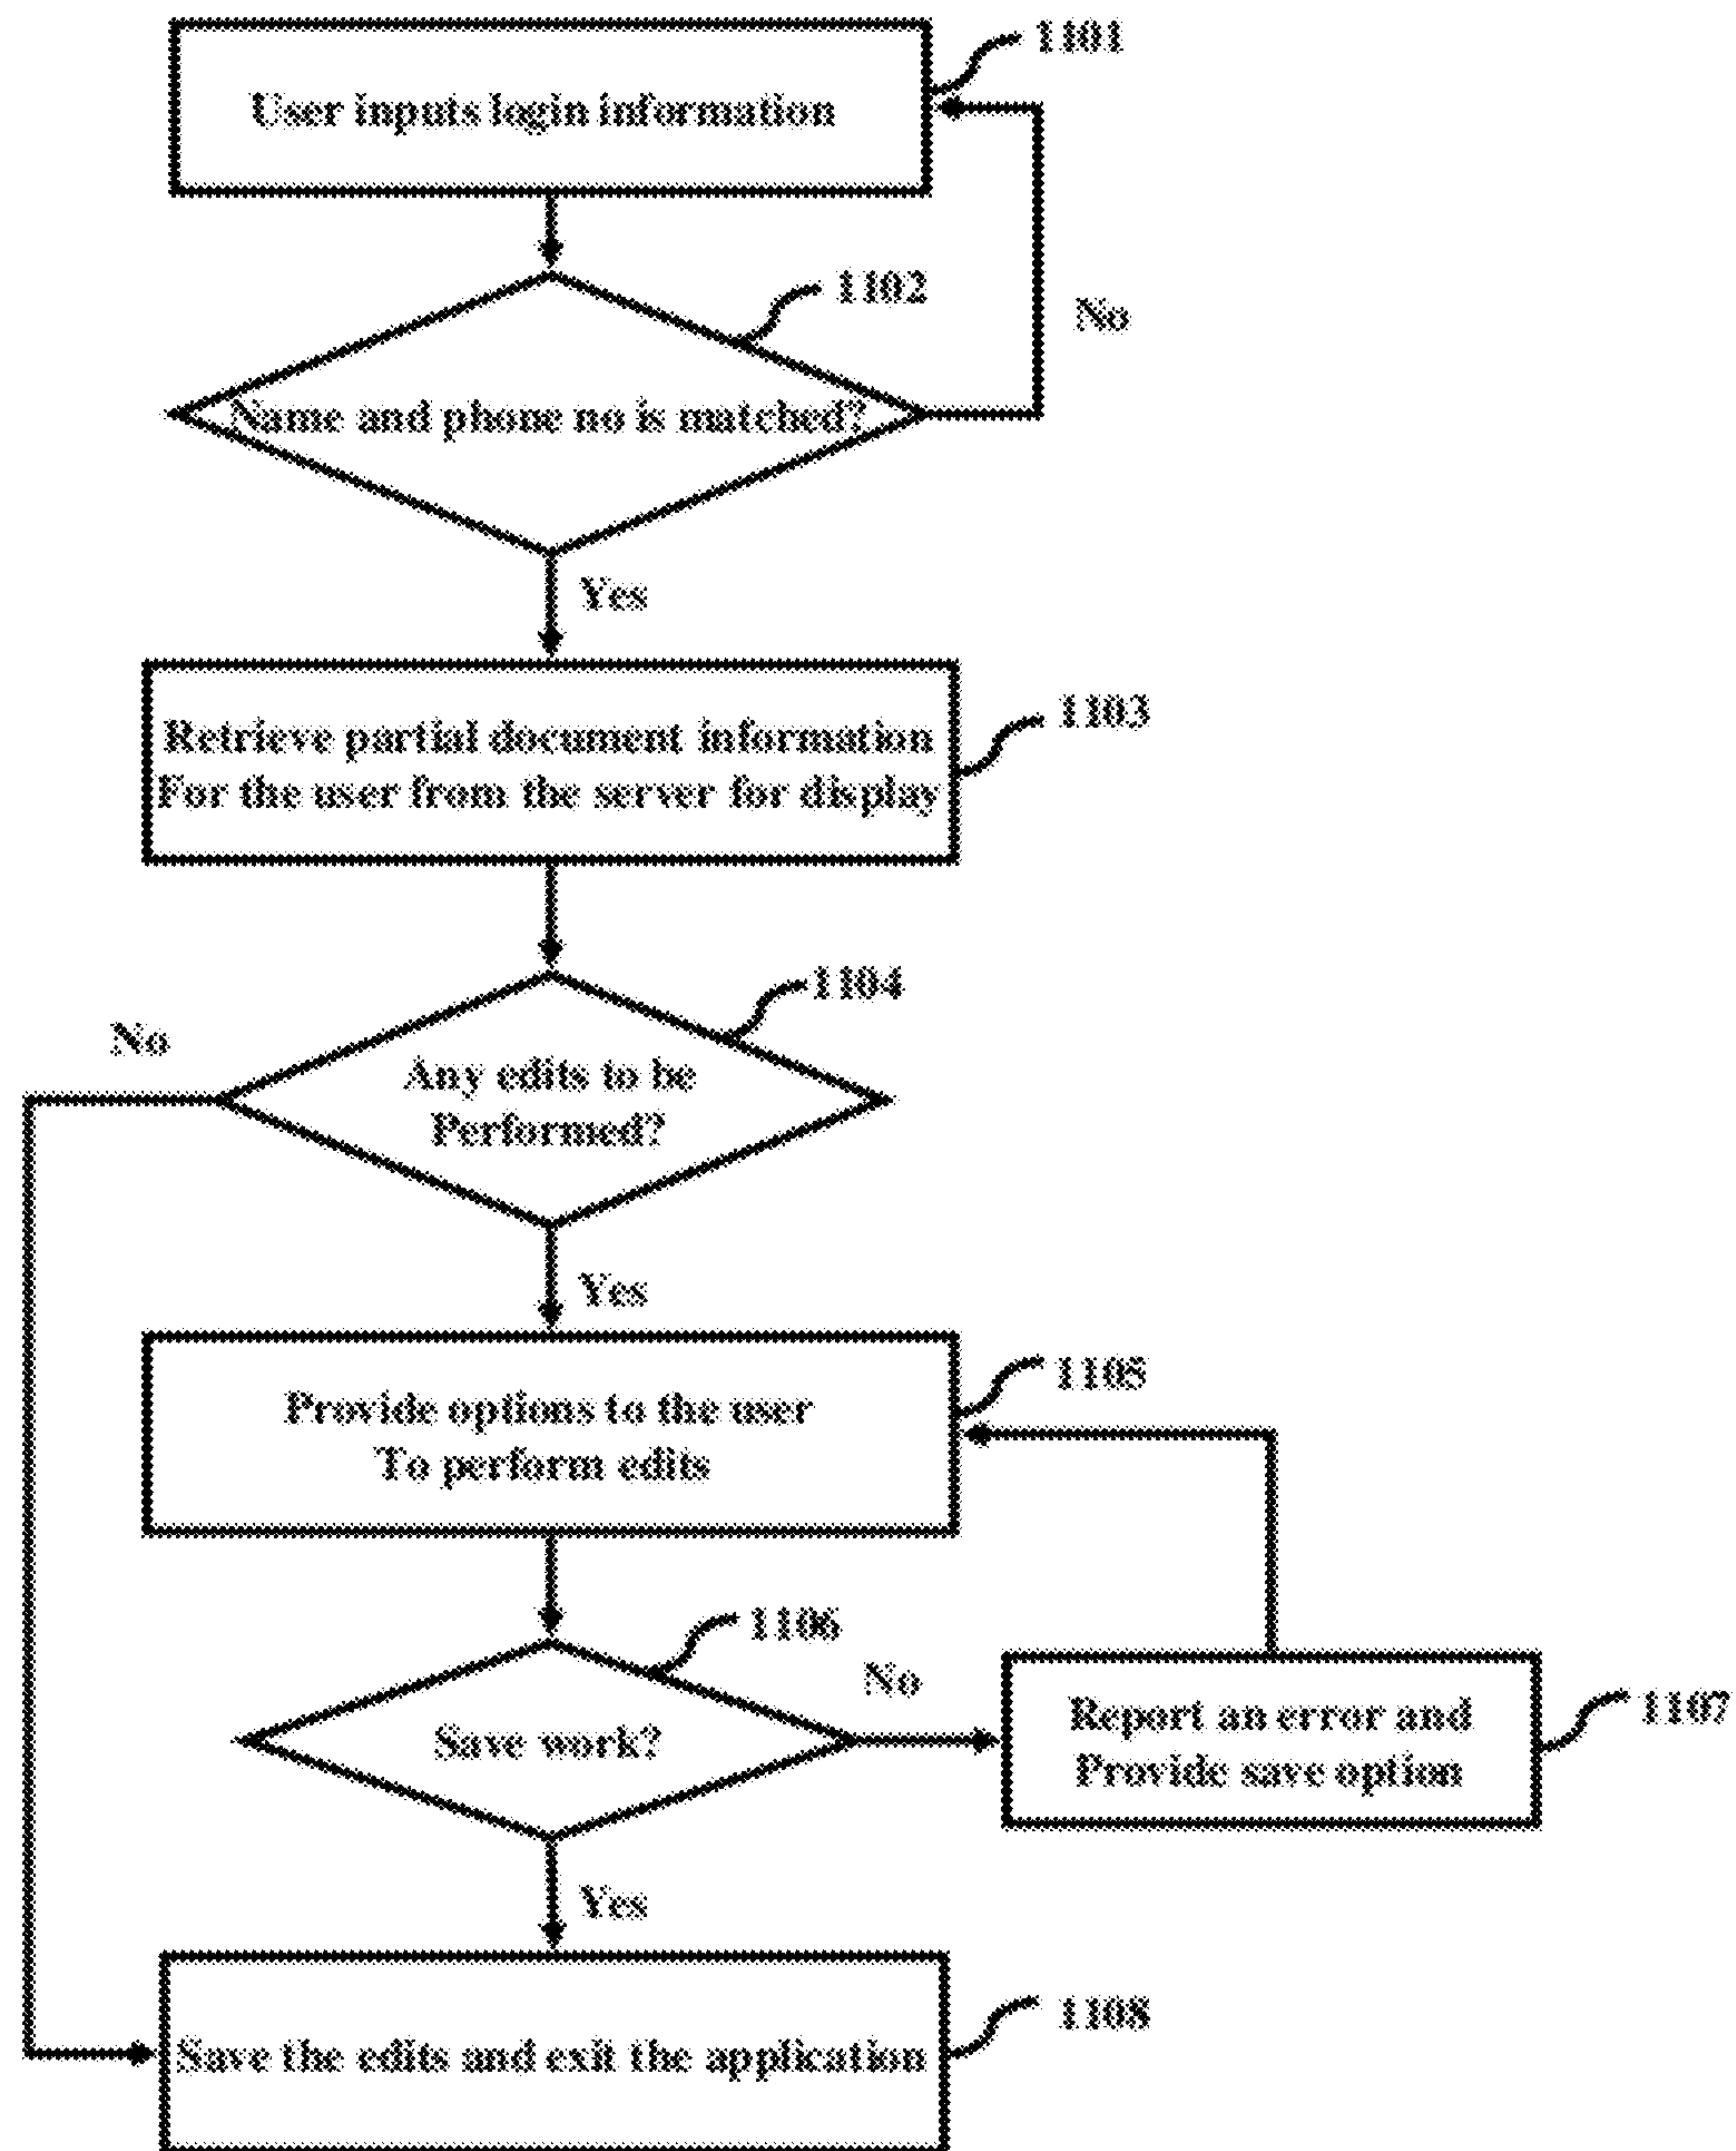 1101
User inputs login information
1102
No
Name and phone no is matched?
Yes
Retrieve partial document information
For the user from the server for display
1103
1104
No
Any edits to be
Performed?
Yes
1105
Provide options to the user
To perform edits
1106
No
Save work?
Report an error and
Provide save option
1107
Yes
1108
Save the edits and exit the application